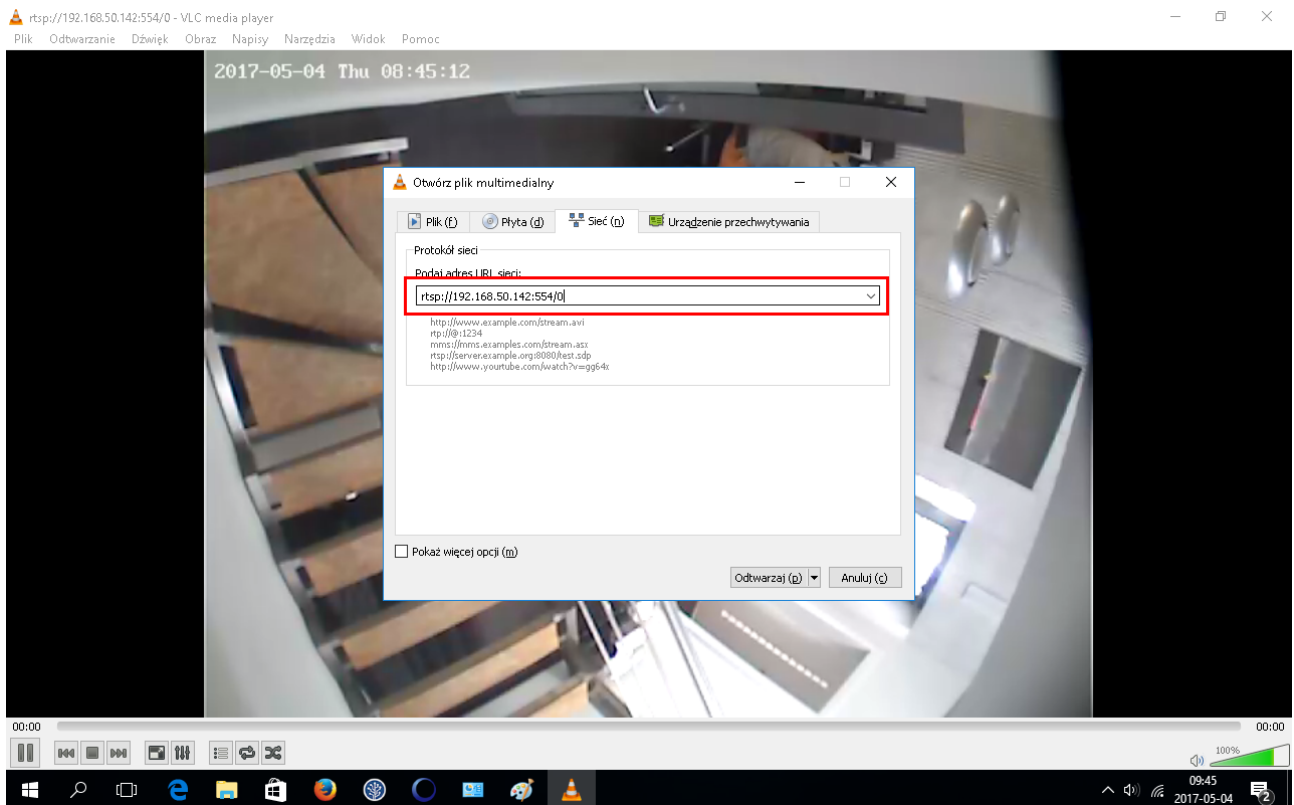 rtsp://192.168.50.142:554/0 - VLC media player
Plik Odtwarzanie Dźwięk Obraz Napisy Narzędzia Widok Pomoc
2017-05-04 Thu 08:45:12
Otwórz plik multimedialny
Plik (f) Płyta (d) Sieć (n) Urządzenie przechwytywania
Protokół sieci
Podaj adres URL sieci:
rtsp://192.168.50.142:554/0
http://www.example.com/stream.avi
rtp://@:1234
mms://mms.examples.com/stream.asx
rtsp://server.example.org:8080/test.sdp
http://www.yourtube.com/watch?v=gg64x
Pokaż więcej opcji (m)
Odtwarzaj (p) Anuluj (c)
00:00 00:00
100%
09:45
2017-05-04
2